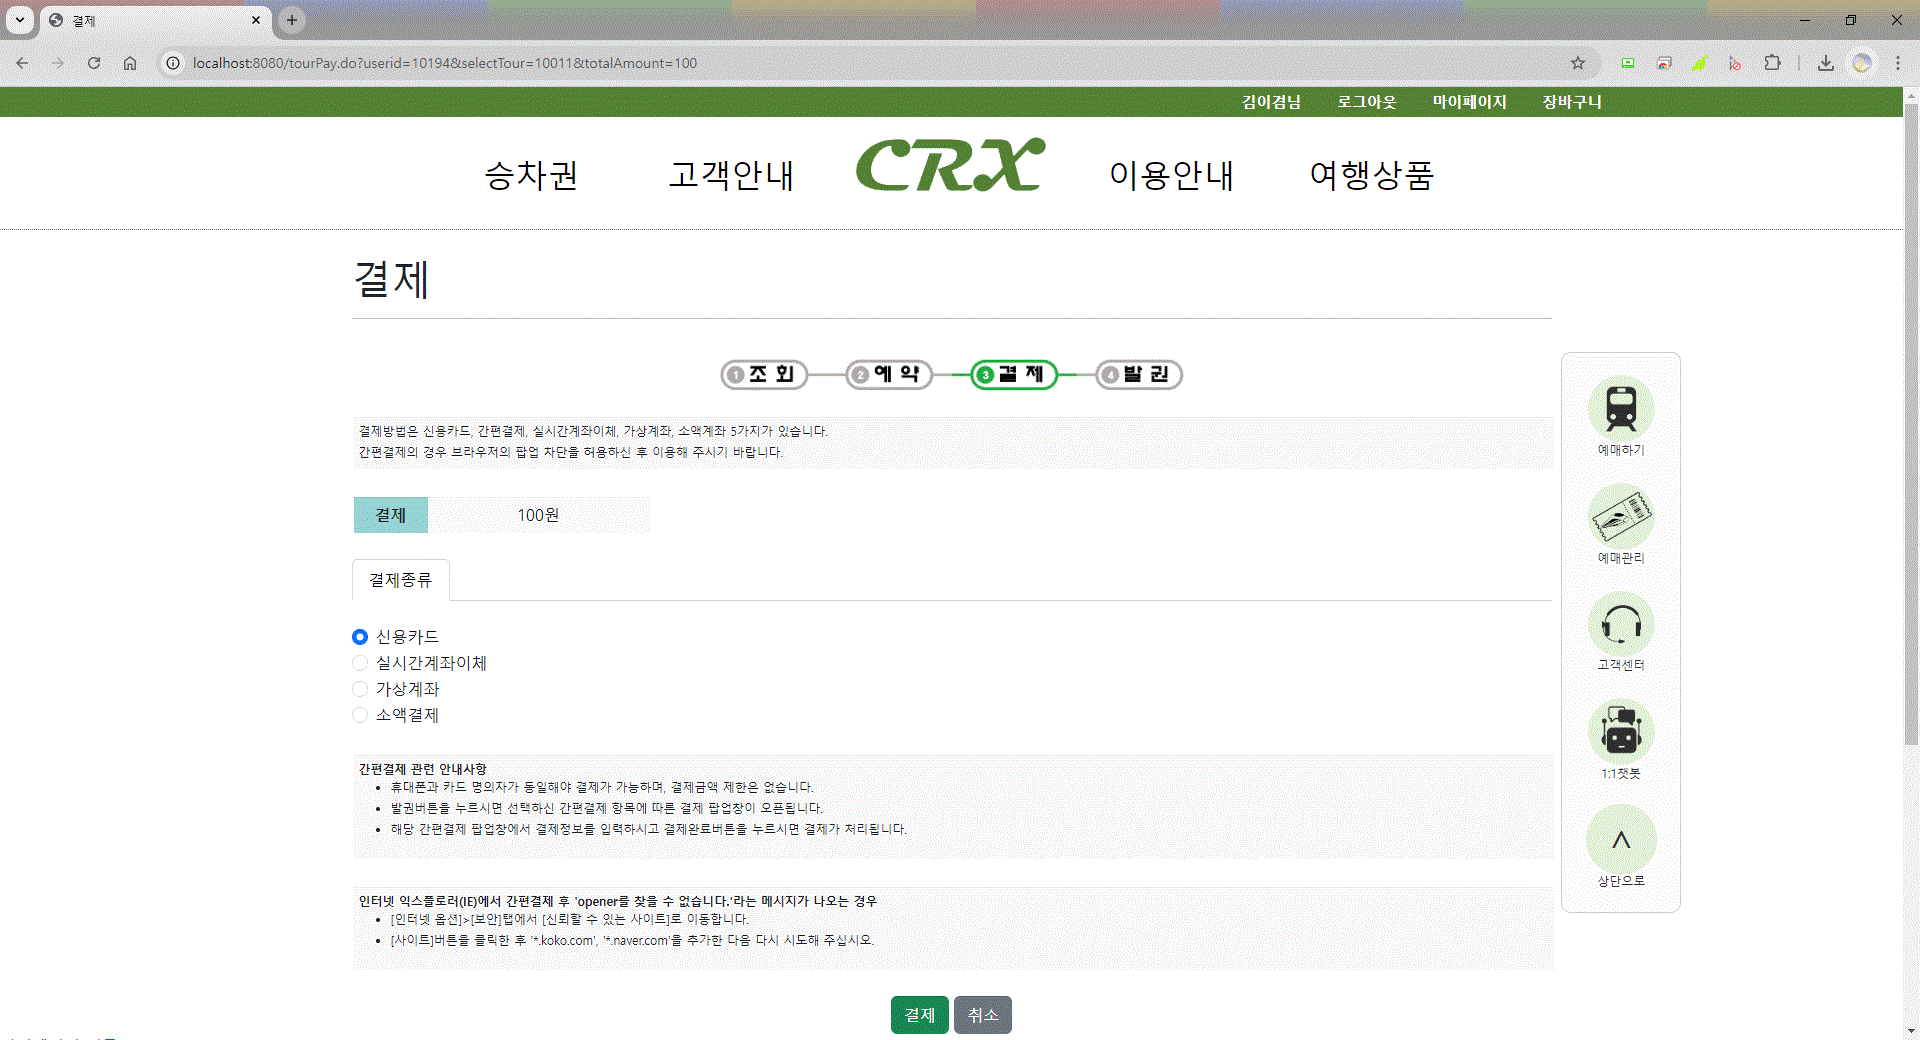 결제
localhost:8080/tourPay.do?userid=10194&selectTour=10011&totalAmount=100
김이겸님 로그아웃 마이페이지 장바구니
승차권 고객안내 CRX 이용안내 여행상품
결제
1 조회 2 예약 3 결제 4 발권
결제방법은 신용카드, 간편결제, 실시간계좌이체, 가상계좌, 소액계좌 5가지가 있습니다.
간편결제의 경우 브라우저의 팝업 차단을 허용하신 후 이용해 주시기 바랍니다.
결제 100원
결제종류
신용카드
실시간계좌이체
가상계좌
소액결제
간편결제 관련 안내사항
휴대폰과 카드 명의자가 동일해야 결제가 가능하며, 결제금액 제한은 없습니다.
발권버튼을 누르시면 선택하신 간편결제 항목에 따른 결제 팝업창이 오픈됩니다.
해당 간편결제 팝업창에서 결제정보를 입력하시고 결제완료버튼을 누르시면 결제가 처리됩니다.
인터넷 익스플로러(IE)에서 간편결제 후 'opener를 찾을 수 없습니다.'라는 메시지가 나오는 경우
[인터넷 옵션]>[보안]탭에서 [신뢰할 수 있는 사이트]로 이동합니다.
[사이트]버튼을 클릭한 후 '*.koko.com', '*.naver.com'을 추가한 다음 다시 시도해 주십시오.
결제 취소
예매하기
예매관리
고객센터
1:1챗봇
상단으로